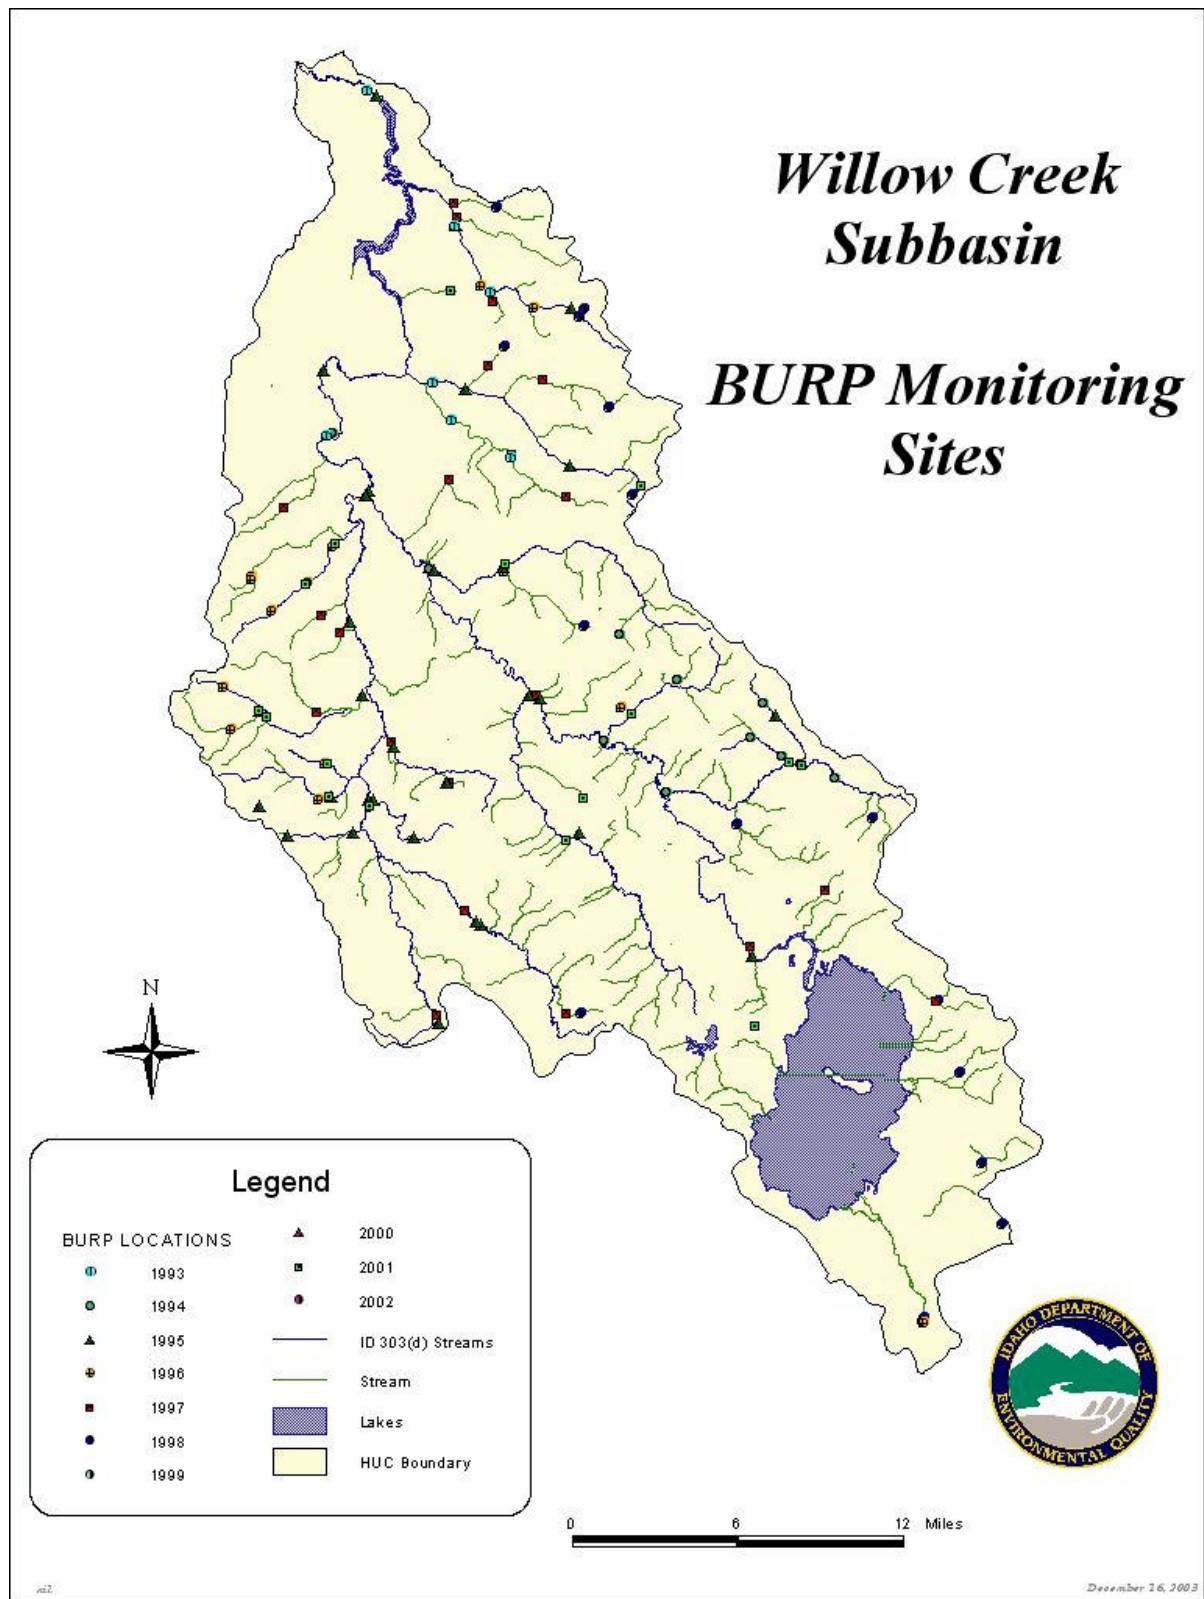 Willow Creek
Subbasin
BURP Monitoring
Sites
N
Legend
BURP LOCATIONS
1993
1994
1995
1996
1997
1998
1999
2000
2001
2002
ID 303(d) Streams
Stream
Lakes
HUC Boundary
IDAHO DEPARTMENT OF
ENVIRONMENTAL QUALITY
0 6 12 Miles
December 26, 2003